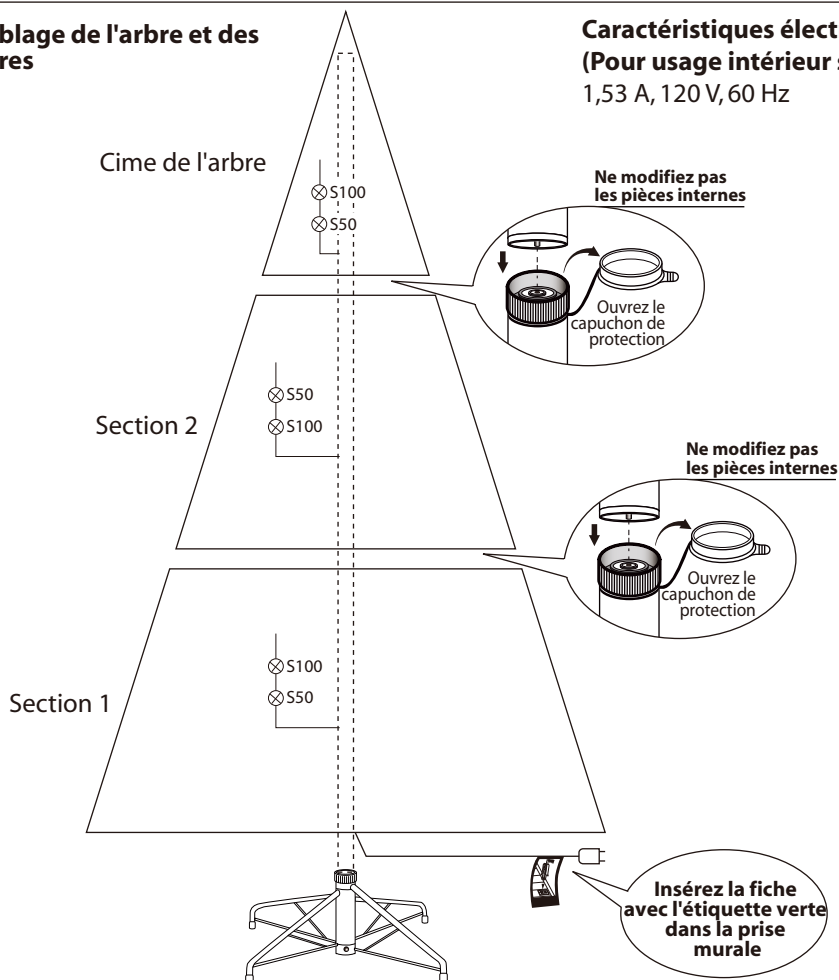 blage de l'arbre et des
res
Caractéristiques élect
(Pour usage intérieur s
1,53 A, 120 V, 60 Hz
Cime de l'arbre
S100
S50
Ne modifiez pas
les pièces internes
Ouvrez le
capuchon de
protection
Section 2
S50
S100
Ne modifiez pas
les pièces internes
Ouvrez le
capuchon de
protection
Section 1
S100
S50
Insérez la fiche
avec l'étiquette verte
dans la prise
murale